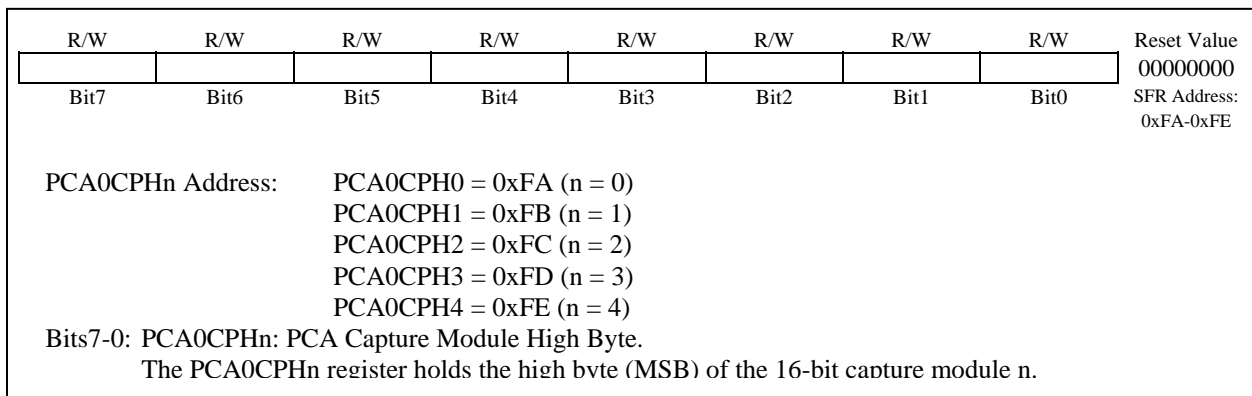 R/W R/W R/W R/W R/W R/W R/W R/W Reset Value
00000000
Bit7 Bit6 Bit5 Bit4 Bit3 Bit2 Bit1 Bit0 SFR Address:
0xFA-0xFE
PCA0CPHn Address: PCA0CPH0 = 0xFA (n = 0)
PCA0CPH1 = 0xFB (n = 1)
PCA0CPH2 = 0xFC (n = 2)
PCA0CPH3 = 0xFD (n = 3)
PCA0CPH4 = 0xFE (n = 4)
Bits7-0: PCA0CPHn: PCA Capture Module High Byte.
The PCA0CPHn register holds the high byte (MSB) of the 16-bit capture module n.